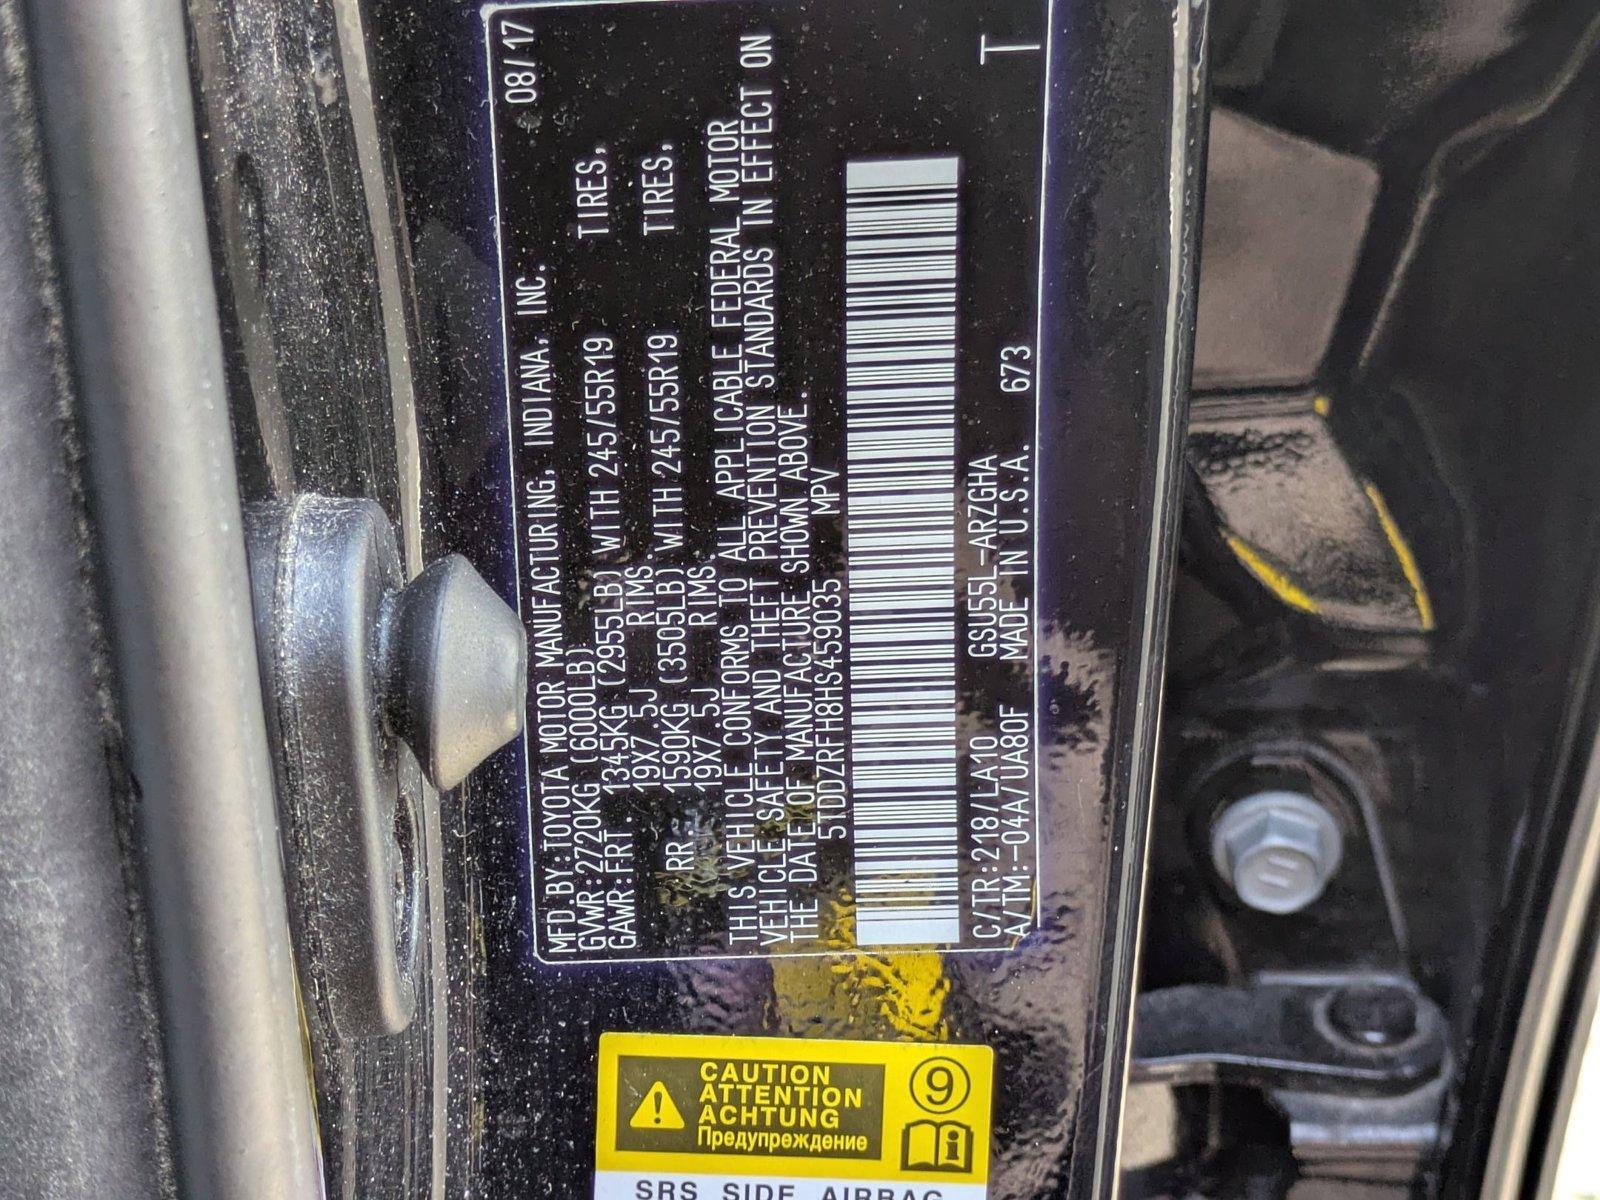 MFD.BY:TOYOTA MOTOR MANUFACTURING, INDIANA, INC. 08/17
GVWR:2720KG(6000LB)
GAWR:FRT. 1345KG(2955LB) WITH 245/55R19 TIRES,
19X7.5J RIMS.
RR. 1590KG(3505LB) WITH 245/55R19 TIRES,
19X7.5J RIMS.
THIS VEHICLE CONFORMS TO ALL APPLICABLE FEDERAL MOTOR
VEHICLE SAFETY AND THEFT PREVENTION STANDARDS IN EFFECT ON
THE DATE OF MANUFACTURE SHOWN ABOVE.
5TDDZRFH8HS459035 MPV
C/TR:218/LA10 GSU55L-ARZGHA
A/TM:-04A/UA80F MADE IN U.S.A. 673 T
CAUTION
ATTENTION
ACHTUNG
Предупреждение
9
i
SRS SIDE AIRBAG